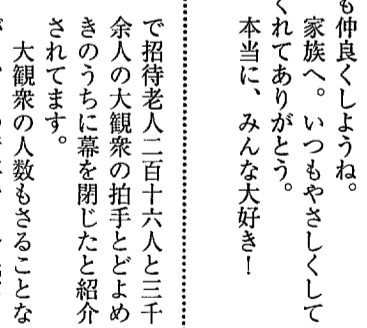 も仲良くしようね。
家族へ。いつもやさしくして
くれてありがとう。
本当に、みんな大好き！
で招待老人二百十六人と三千
余人の大観衆の拍手とどよめ
きのうちに幕を閉じたと紹介
されてます。
大観衆の人数もさることな